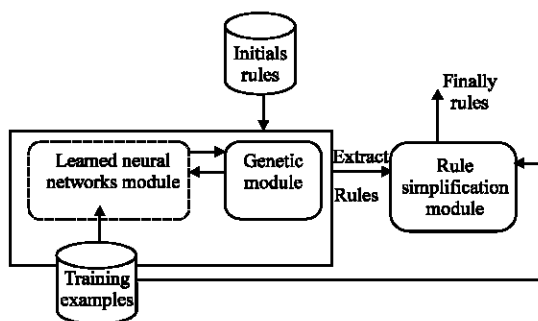 Initials
rules
Finally
rules
Learned neural
networks module
Genetic
module
Extract
Rules
Rule
simplification
module
Training
examples